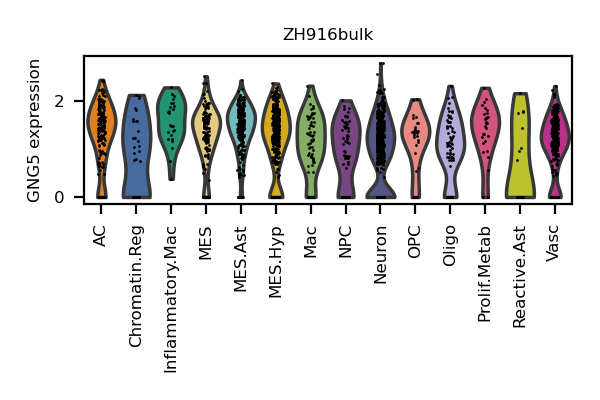 ZH916bulk
GNG5 expression
2
0
AC
Chromatin.Reg
Inflammatory.Mac
MES
MES.Ast
MES.Hyp
Mac
NPC
Neuron
OPC
Oligo
Prolif.Metab
Reactive.Ast
Vasc